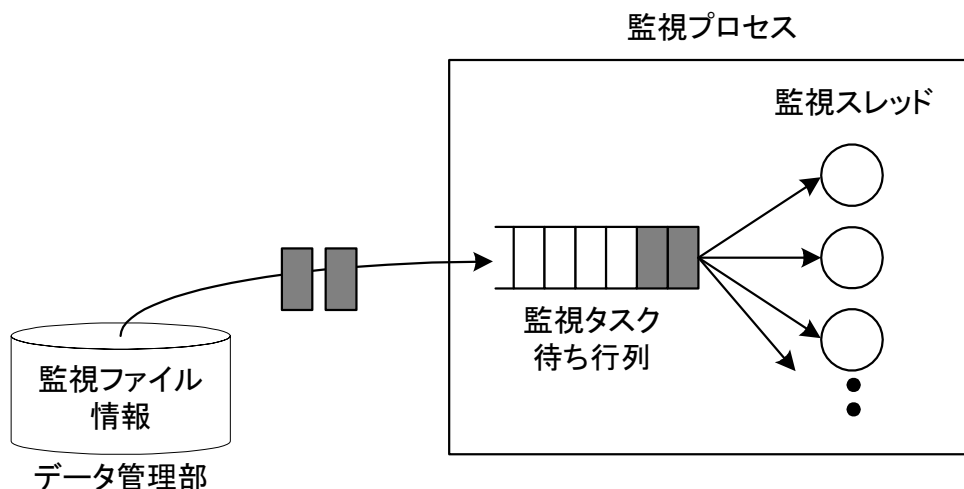 監視プロセス
監視スレッド
監視タスク
待ち行列
監視ファイル
情報
データ管理部